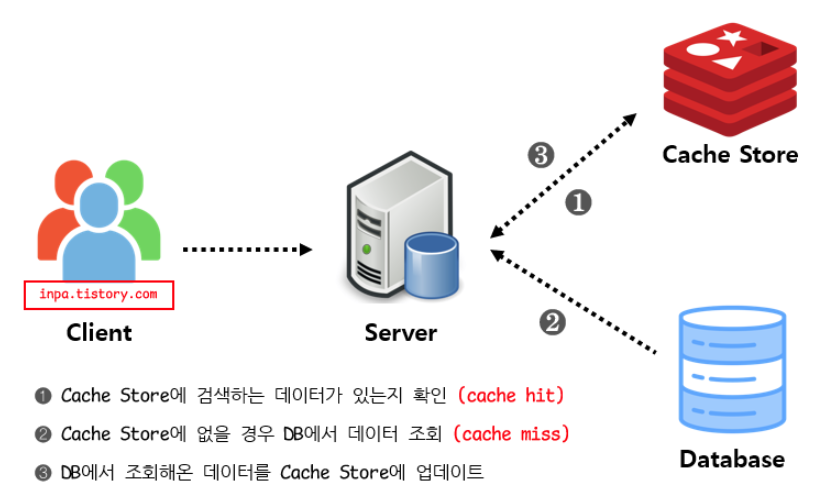 Cache Store
❸
❶
inpa.tistory.com
Client
Server
❷
Database
❶ Cache Store에 검색하는 데이터가 있는지 확인 (cache hit)
❷ Cache Store에 없을 경우 DB에서 데이터 조회 (cache miss)
❸ DB에서 조회해온 데이터를 Cache Store에 업데이트